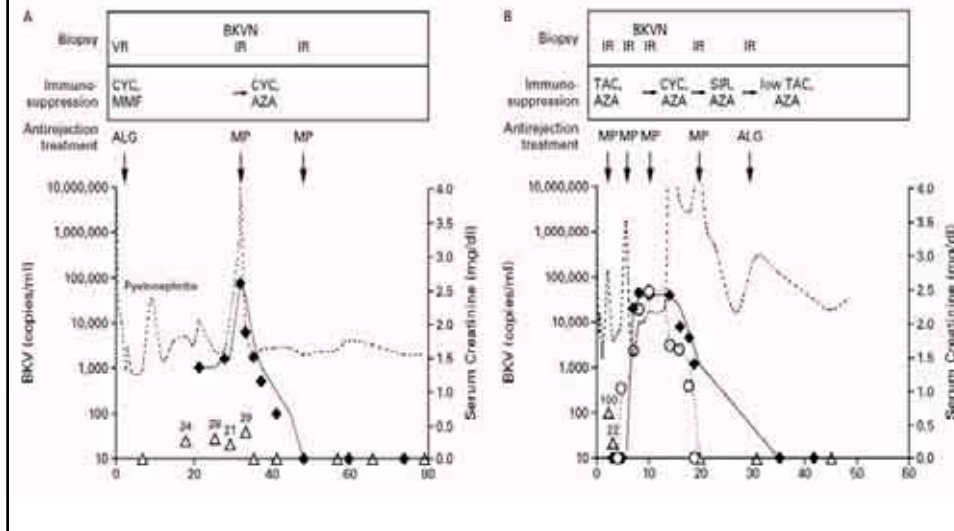 A
Biopsy
BKVN
VR IR IR
Immuno-
suppression
CYC, → CYC,
MMF AZA
Antirejection
treatment
ALG MP MP
10,000,000
1,000,000
100,000
10,000
1,000
100
10
BKV (copies/ml)
Pyelonephritis
24 28 21 39
0 20 40 60 80
4.0
3.5
3.0
2.5
2.0
1.5
1.0
0.5
0.0
Serum Creatinine (mg/dl)
B
Biopsy
BKVN
IR IR IR IR IR
Immuno-
suppression
TAC, → CYC, → SIR, → low TAC,
AZA AZA AZA AZA
Antirejection
treatment
MP MP MP MP ALG
10,000,000
1,000,000
100,000
10,000
1,000
100
10
BKV (copies/ml)
100
22
0 10 20 30 40 50 60
4.0
3.5
3.0
2.5
2.0
1.5
1.0
0.5
0.0
Serum Creatinine (mg/dl)